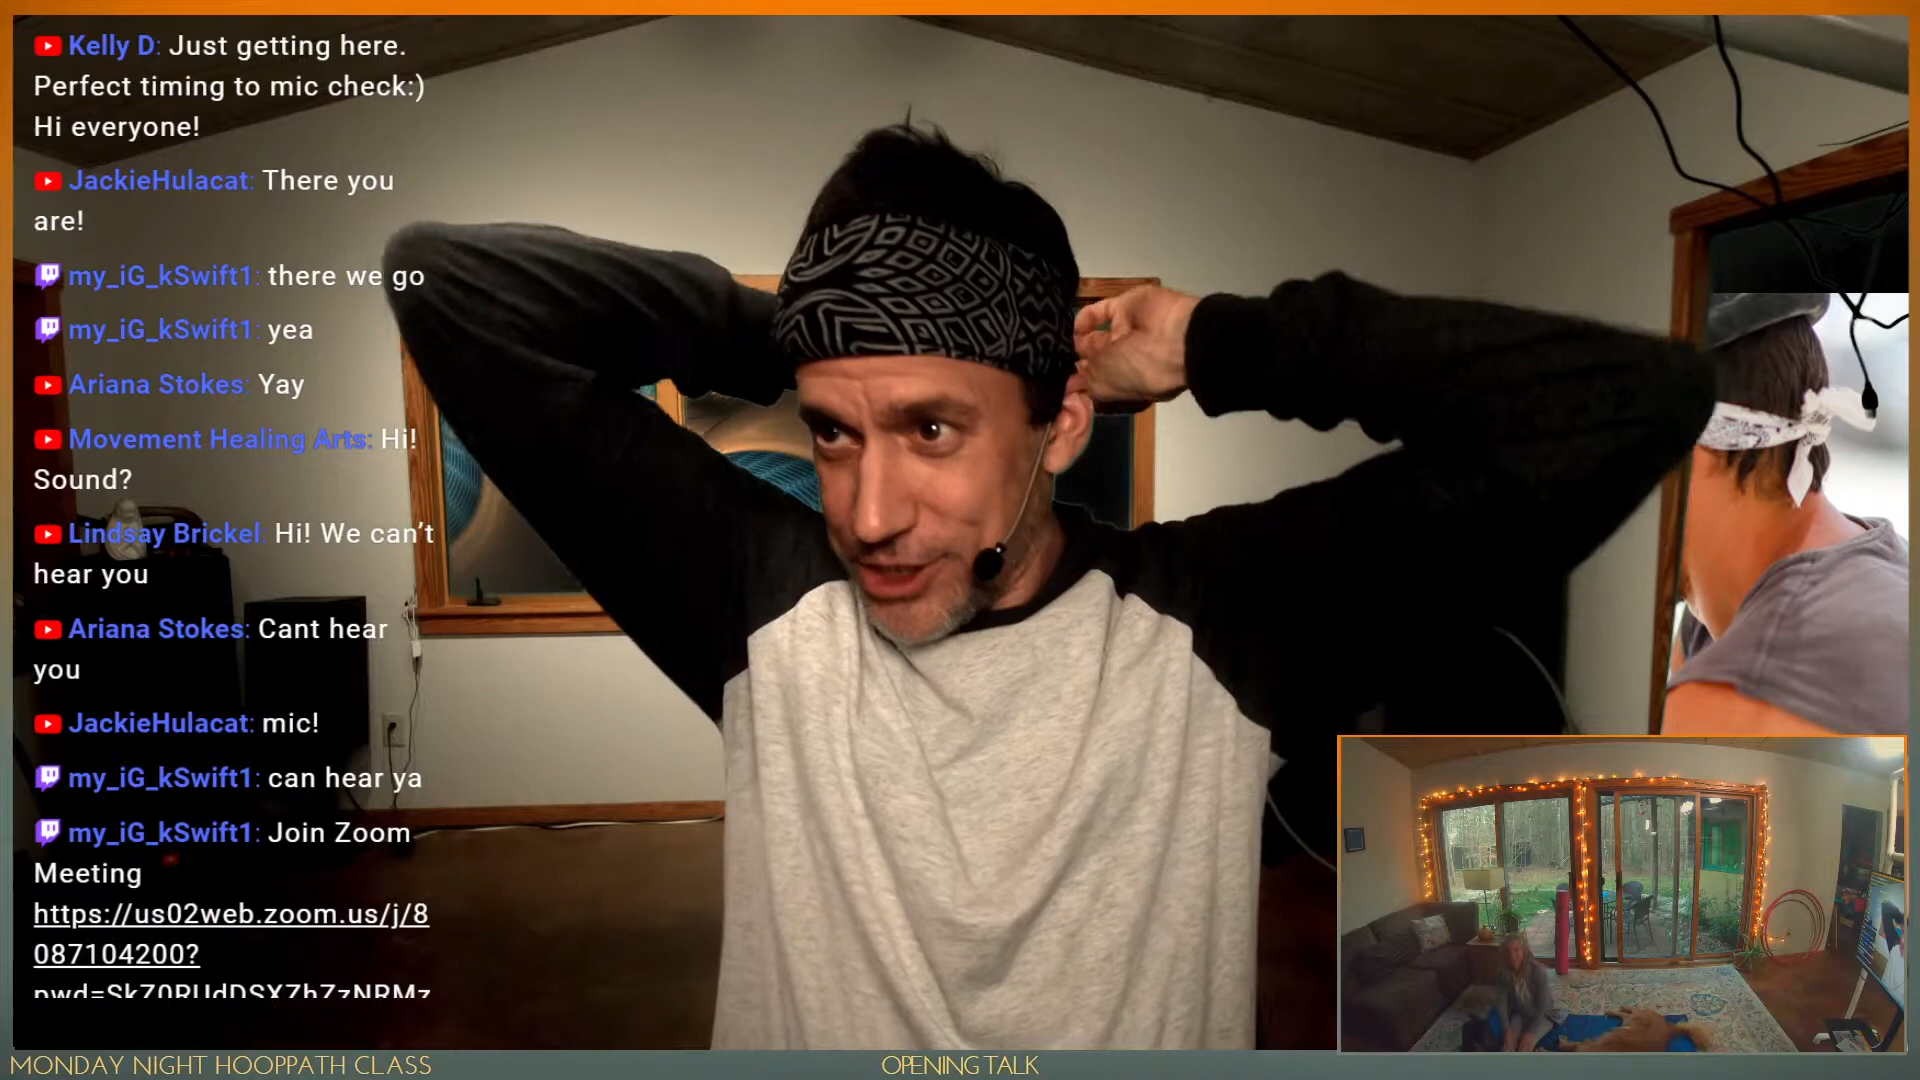 Kelly D: Just getting here.
Perfect timing to mic check:)
Hi everyone!
JackieHulacat: There you
are!
my_iG_kSwift1: there we go
my_iG_kSwift1: yea
Ariana Stokes: Yay
Movement Healing Arts: Hi!
Sound?
Lindsay Brickel: Hi! We can't
hear you
Ariana Stokes: Cant hear
you
JackieHulacat: mic!
my_iG_kSwift1: can hear ya
my_iG_kSwift1: Join Zoom
Meeting
https://us02web.zoom.us/j/8
087104200?
MONDAY NIGHT HOOPPATH CLASS
OPENING TALK